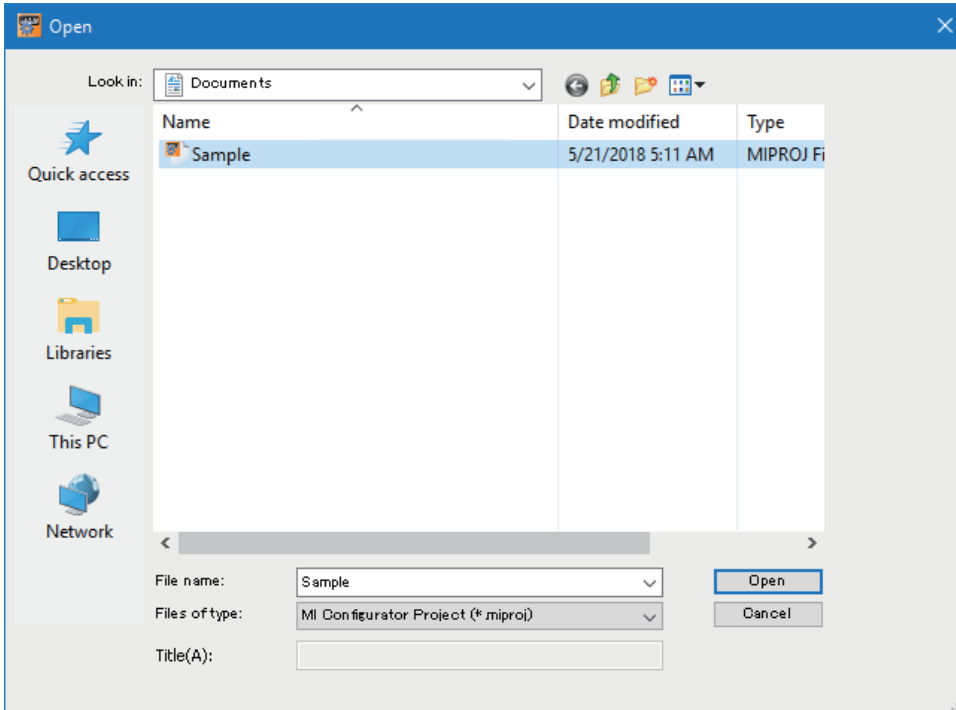 Open
Look in: Documents
Name Date modified Type
Sample 5/21/2018 5:11 AM MIPROJ Fi
Quick access
Desktop
Libraries
This PC
Network
File name: Sample Open
Files of type: MI Configurator Project (*.miproj) Cancel
Title(A):